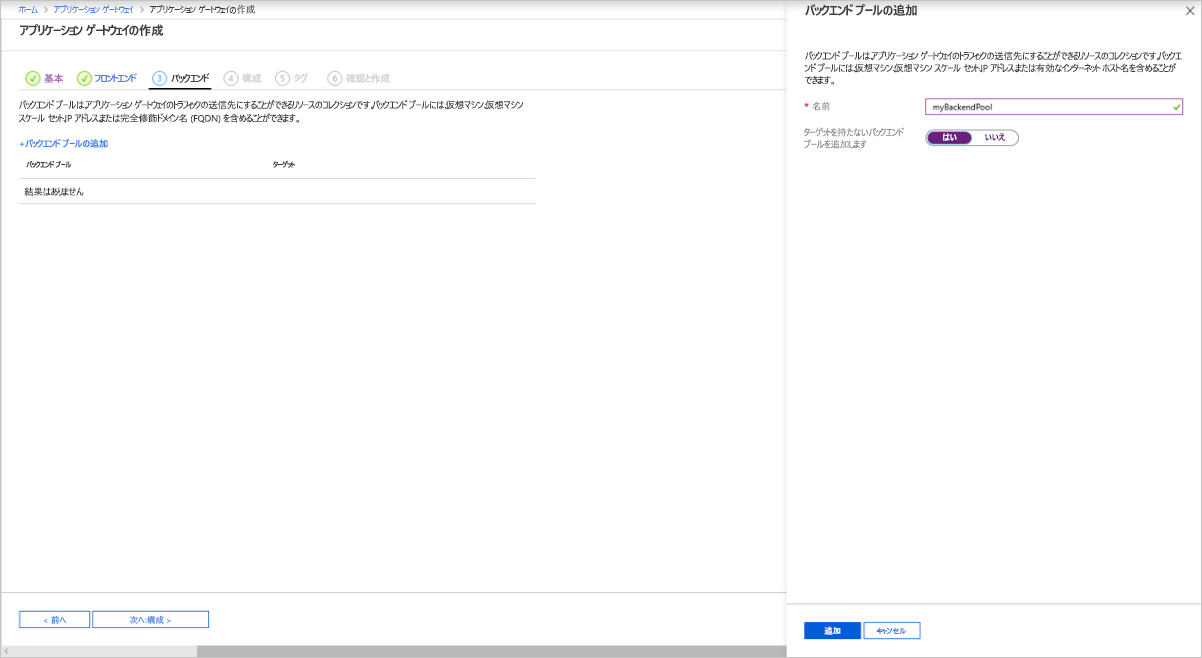 ホーム > アプリケーション ゲートウェイ > アプリケーション ゲートウェイの作成
アプリケーション ゲートウェイの作成
基本
フロントエンド
3 バックエンド
4 構成
5 タグ
6 確認と作成
バックエンド プールは、アプリケーション ゲートウェイのトラフィックの送信先にすることができるリソースのコレクションです。バックエンド プールには、仮想マシン、仮想マシン
スケール セット、IP アドレスまたは完全修飾ドメイン名 (FQDN) を含めることができます。
+バックエンド プールの追加
バックエンド プール ターゲット
結果はありません
< 前へ
次へ:構成 >
バックエンド プールの追加
バックエンド プールは、アプリケーション ゲートウェイのトラフィックの送信先にすることができるリソースのコレクションです。バックエ
ンド プールには、仮想マシン、仮想マシン スケール セット、IP アドレスまたは有効なインターネット ホスト名を含めることが
できます。
* 名前 myBackendPool
ターゲットを持たないバックエンド
プールを追加します
はい いいえ
追加
キャンセル